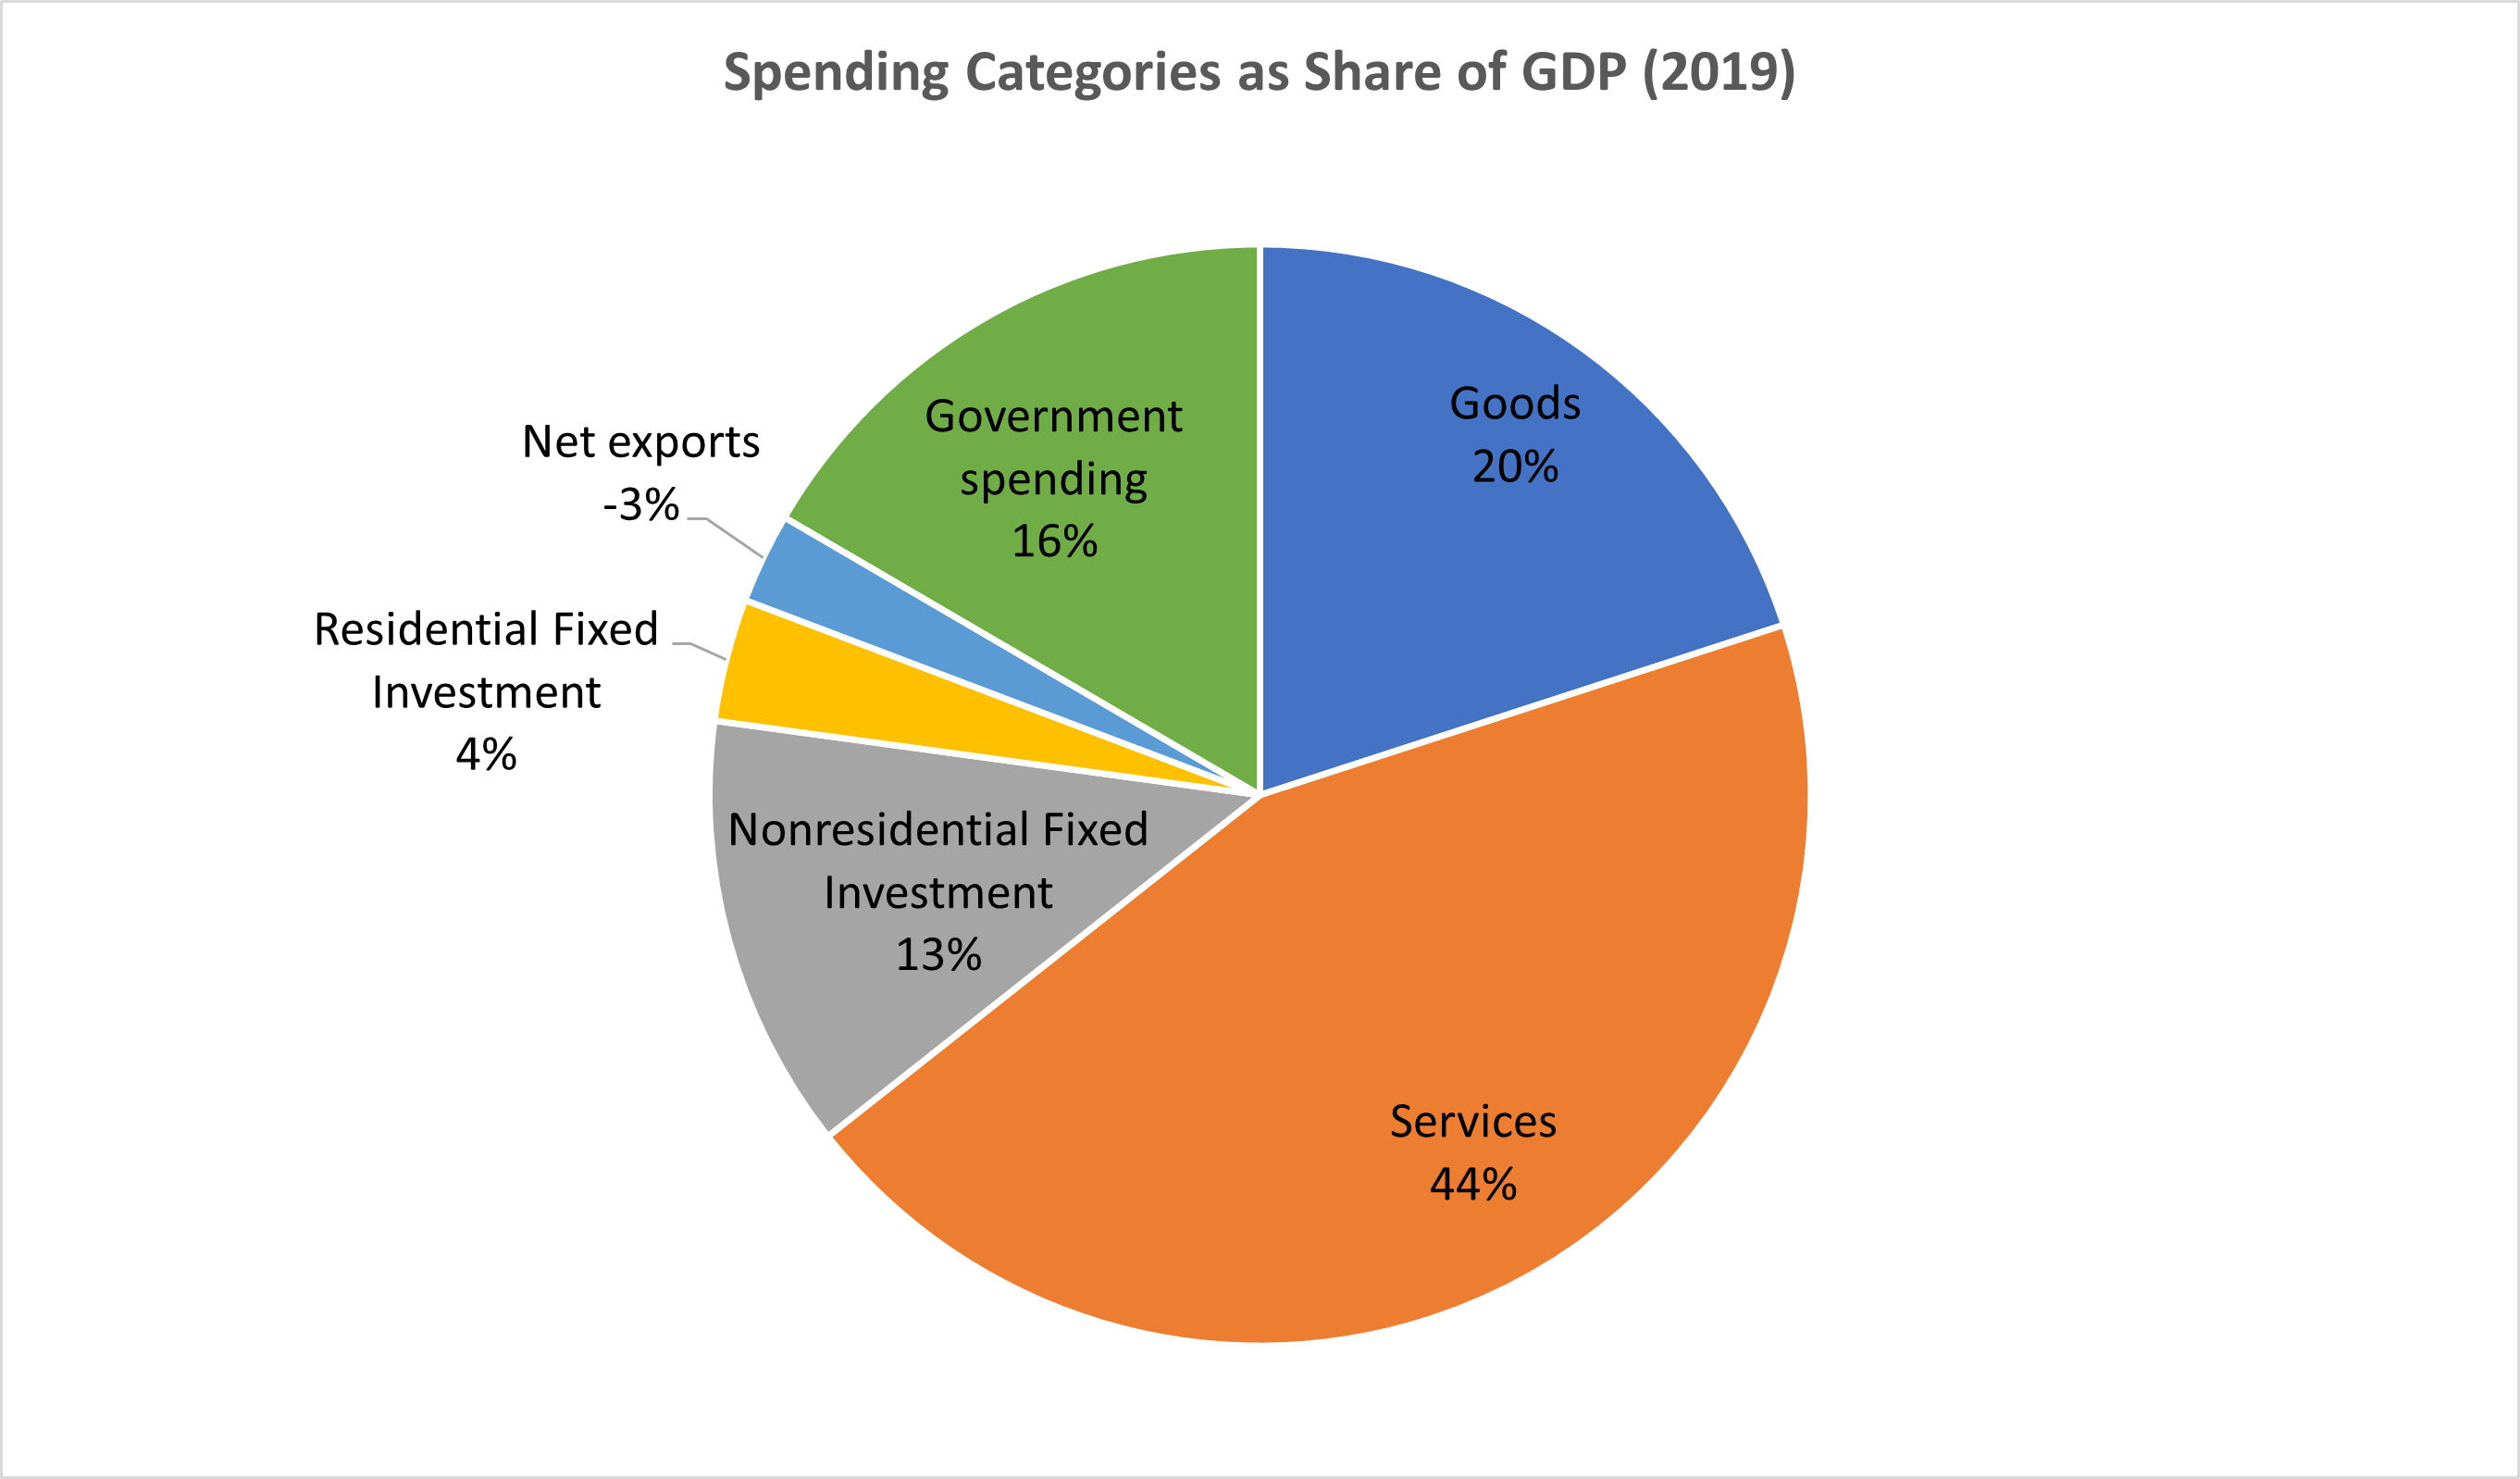 Spending Categories as Share of GDP (2019)
Goods
20%
Services
44%
Nonresidential Fixed
Investment
13%
Residential Fixed
Investment
4%
Net exports
-3%
Government
spending
16%